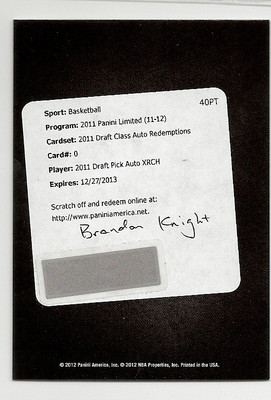 Sport: Basketball 40PT
Program: 2011 Panini Limited (11-12)
Cardset: 2011 Draft Class Auto Redemptions
Card#: 0
Player: 2011 Draft Pick Auto XRCH
Expires: 12/27/2013
Scratch off and redeem online at:
http://www.paniniamerica.net.
Brandon Knight
© 2012 Panini America, Inc. © 2012 NBA Properties, Inc. Printed in the USA.